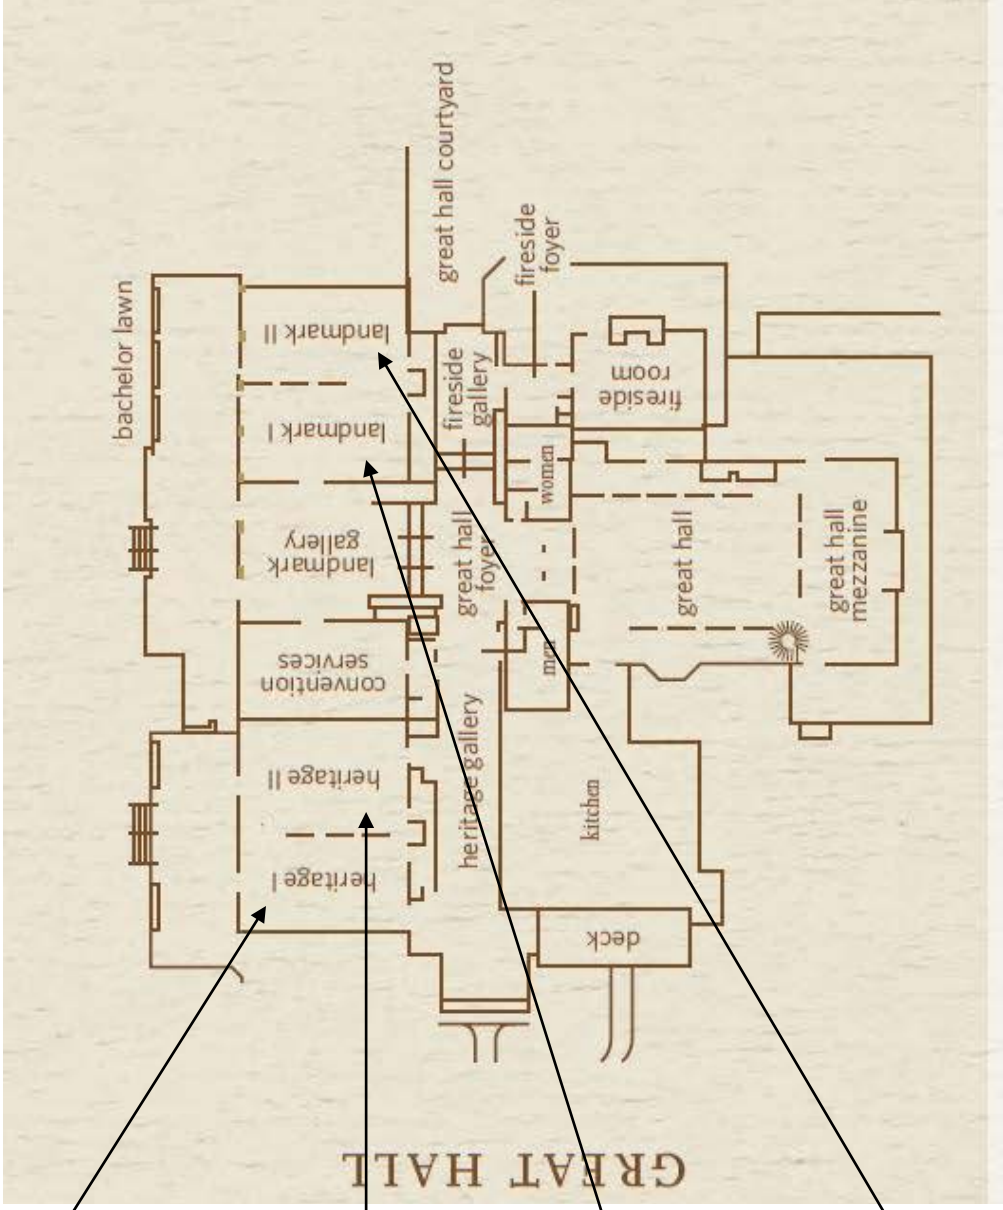 great hall courtyard
fireside
foyer
bachelor lawn
landmark II
fireside
gallery
fireside
room
landmark I
women
landmark
gallery
great hall
foyer
great hall
great hall
mezzanine
convention
services
men
heritage II
heritage gallery
kitchen
heritage I
deck
GREAT HALL